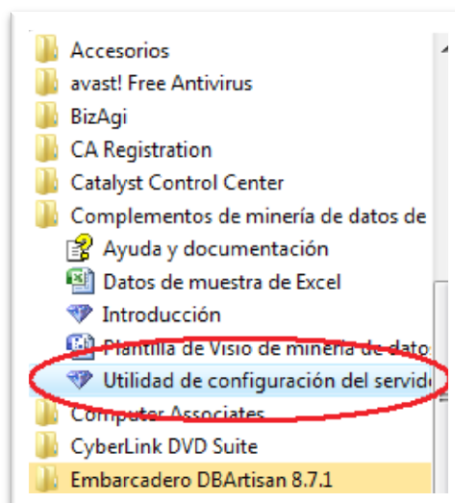 Accesorios
avast! Free Antivirus
BizAgi
CA Registration
Catalyst Control Center
Complementos de minería de datos de
Ayuda y documentación
Datos de muestra de Excel
Introducción
Plantilla de Visio de minería de dato
Utilidad de configuración del servid
Computer Associates
CyberLink DVD Suite
Embarcadero DBArtisan 8.7.1